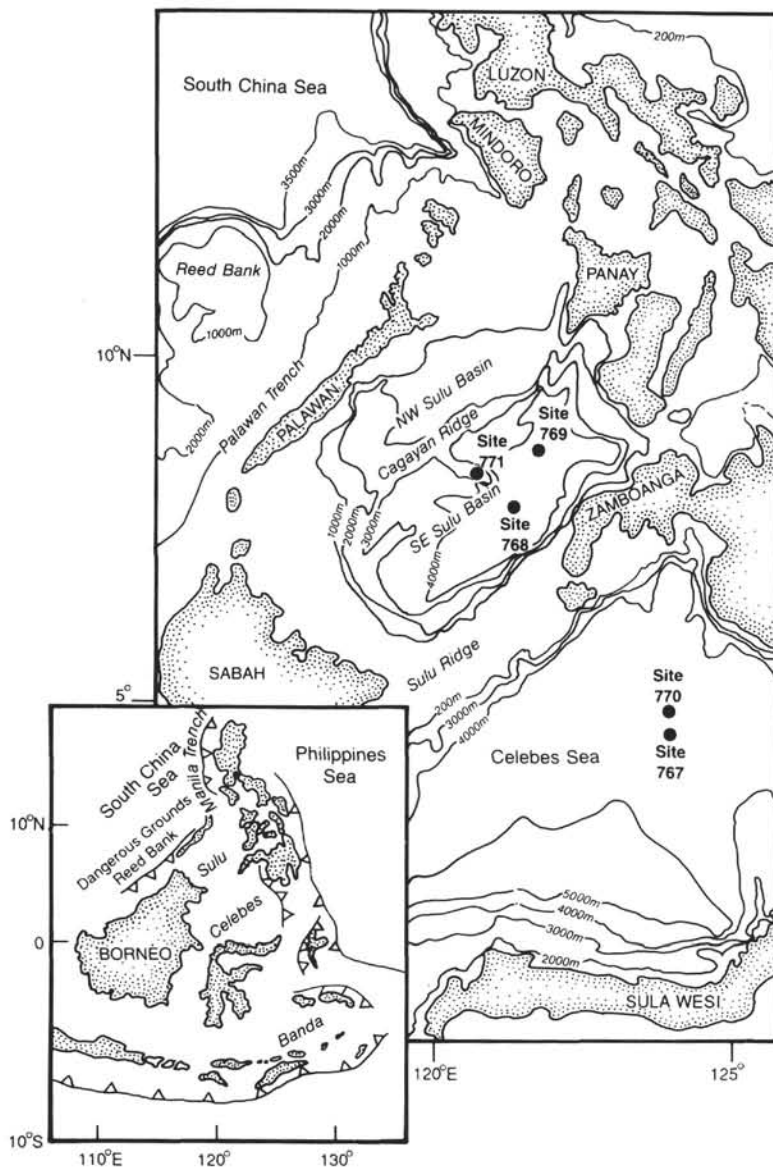 200m
LUZON
South China Sea
MINDORO
3500m
3000m
2000m
1000m
Reed Bank
1000m
PANAY
10°N
2000m
Palawan Trench
PALAWAN
NW Sulu Basin
Cagayan Ridge
Site
769
Site
771
SE Sulu Basin
Site
768
ZAMBOANGA
1000m
2000m
3000m
4000m
SABAH
Sulu Ridge
5°
200m
3000m
4000m
Site
770
Site
767
Celebes Sea
5000m
4000m
3000m
2000m
SULA WESI
120°E
125°
South China
Sea
Manila Trench
Philippines
Sea
10°N
Dangerous Grounds
Reed Bank
Sulu
Celebes
BORNEO
0
Banda
10°S
110°E
120°
130°